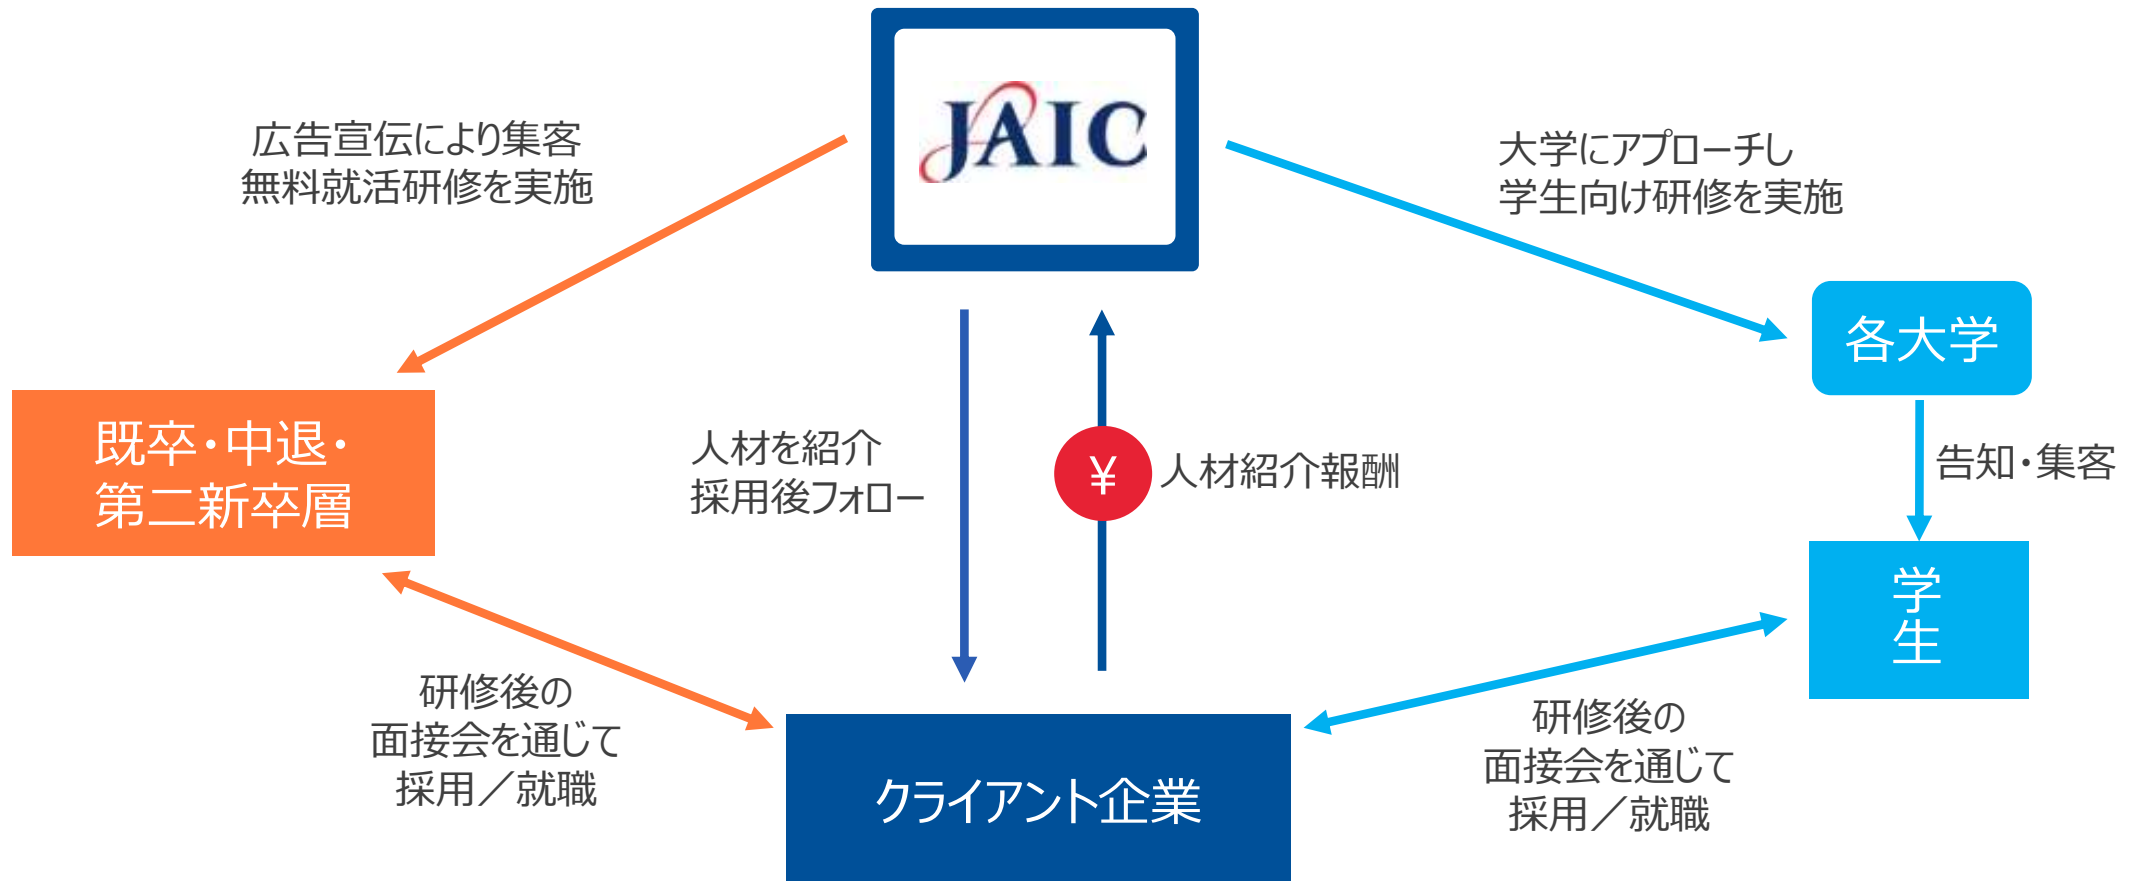 JAIC
広告宣伝により集客
無料就活研修を実施
大学にアプローチし
学生向け研修を実施
各大学
既卒・中退・
第二新卒層
人材を紹介
採用後フォロー
¥
人材紹介報酬
告知・集客
学
生
研修後の
面接会を通じて
採用／就職
研修後の
面接会を通じて
採用／就職
クライアント企業